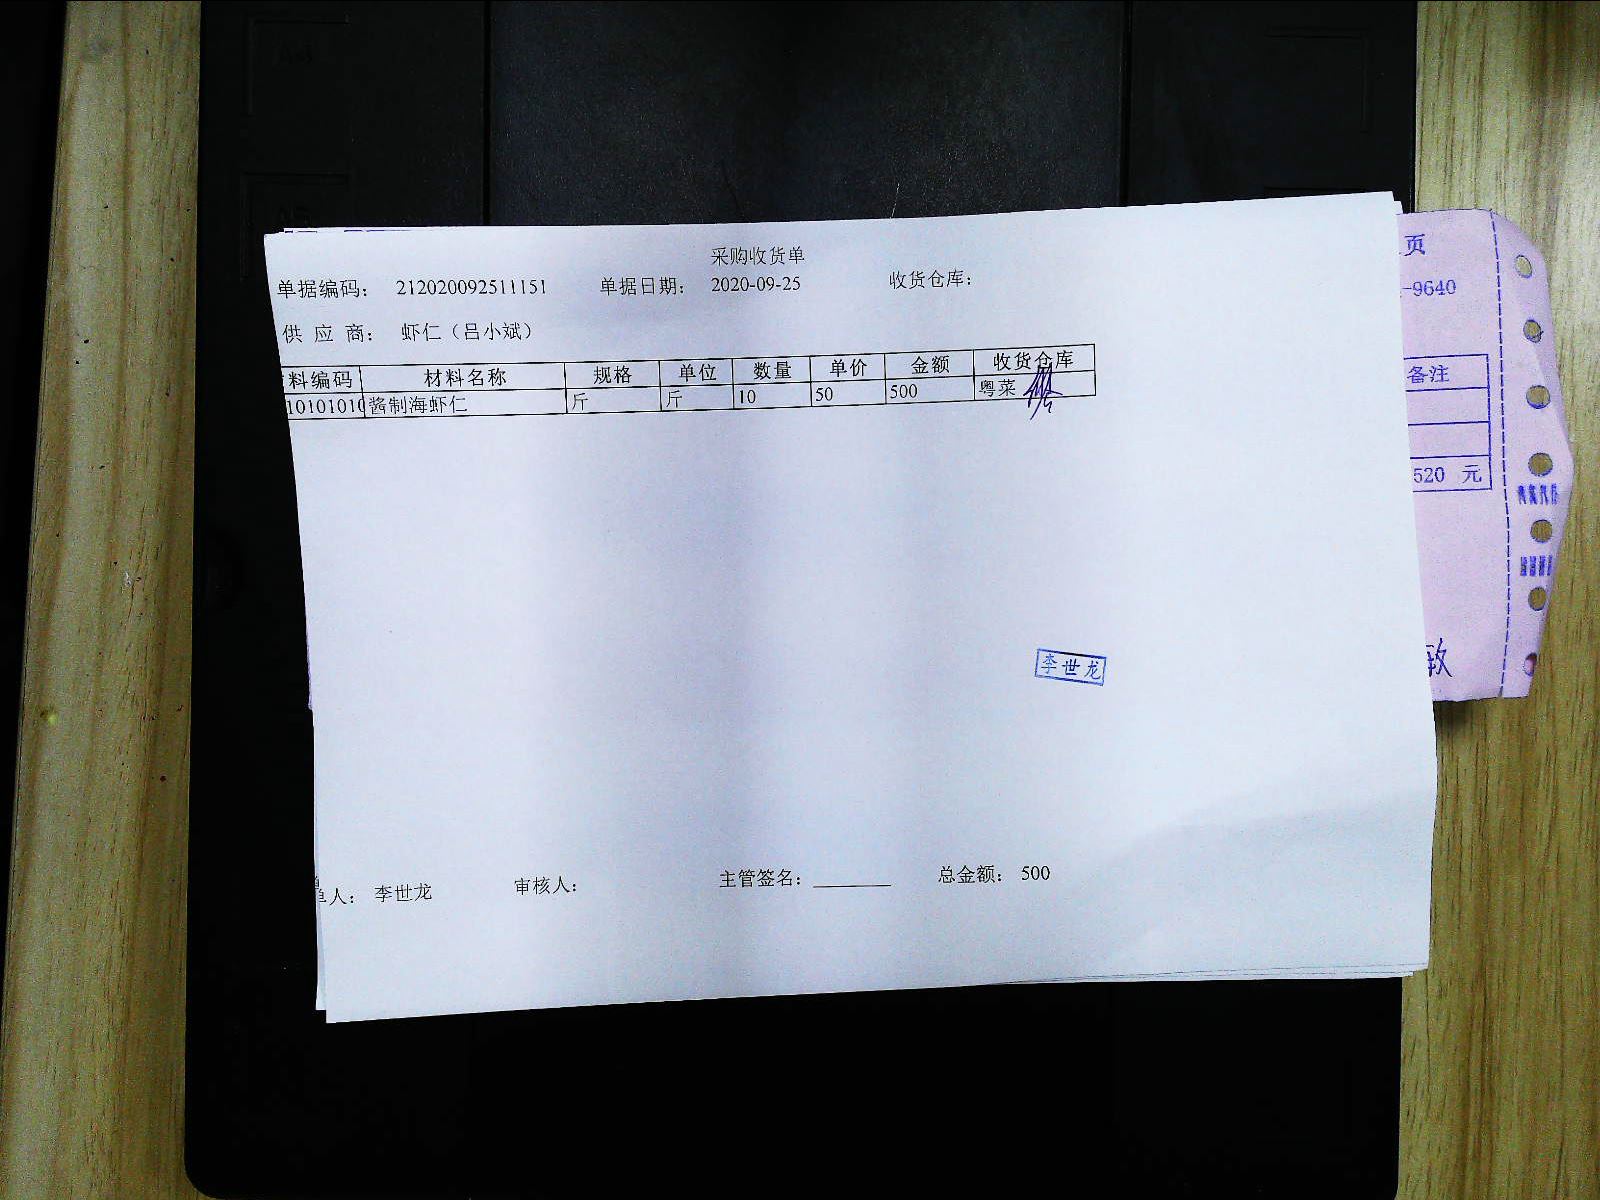 采购收货单
单据编码： 212020092511151 单据日期： 2020-09-25 收货仓库：
供 应 商： 虾仁（吕小斌）
料编码 材料名称 规格 单位 数量 单价 金额 收货仓库
10101010 酱制海虾仁 斤 斤 10 50 500 粤菜
李世龙
单人： 李世龙 审核人： 主管签名： 总金额： 500
页
-9640
备注
520 元
敏